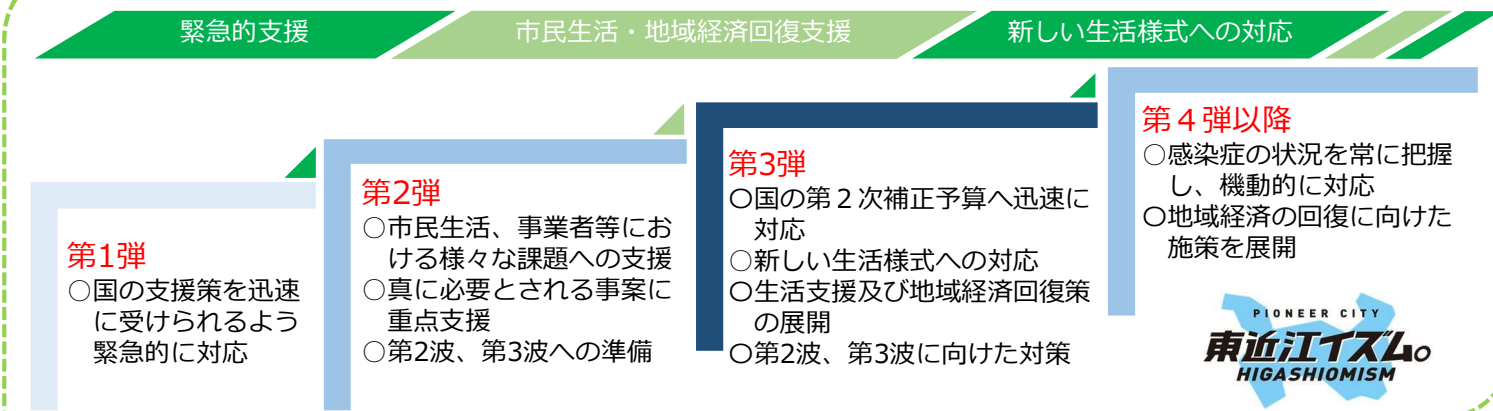 緊急的支援
市民生活・地域経済回復支援
新しい生活様式への対応
第1弾
○国の支援策を迅速
に受けられるよう
緊急的に対応
第2弾
○市民生活、事業者等にお
ける様々な課題への支援
○真に必要とされる事案に
重点支援
○第2波、第3波への準備
第3弾
〇国の第２次補正予算へ迅速に
対応
○新しい生活様式への対応
〇生活支援及び地域経済回復策
の展開
〇第2波、第3波に向けた対策
第４弾以降
○感染症の状況を常に把握
し、機動的に対応
〇地域経済の回復に向けた
施策を展開
PIONEER CITY
東近江イズム。
HIGASHIOMISM